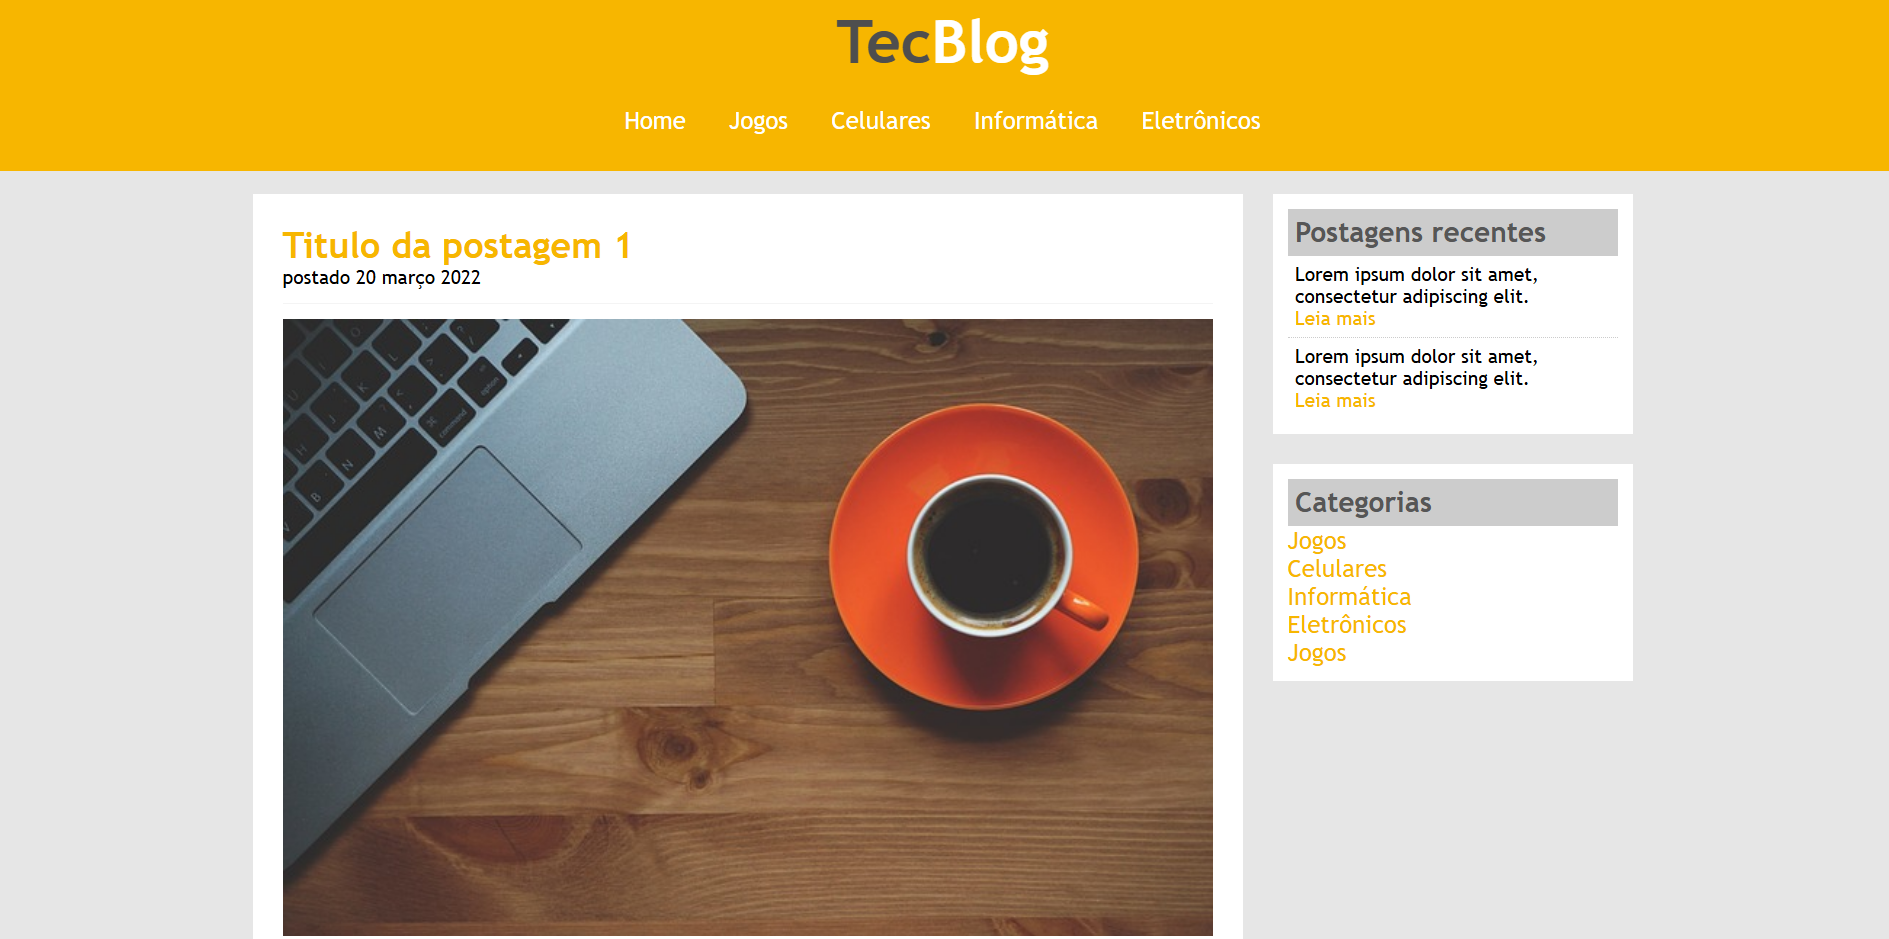 TecBlog
Home Jogos Celulares Informática Eletrônicos
Titulo da postagem 1
postado 20 março 2022
command
option
Postagens recentes
Lorem ipsum dolor sit amet,
consectetur adipiscing elit.
Leia mais
Lorem ipsum dolor sit amet,
consectetur adipiscing elit.
Leia mais
Categorias
Jogos
Celulares
Informática
Eletrônicos
Jogos